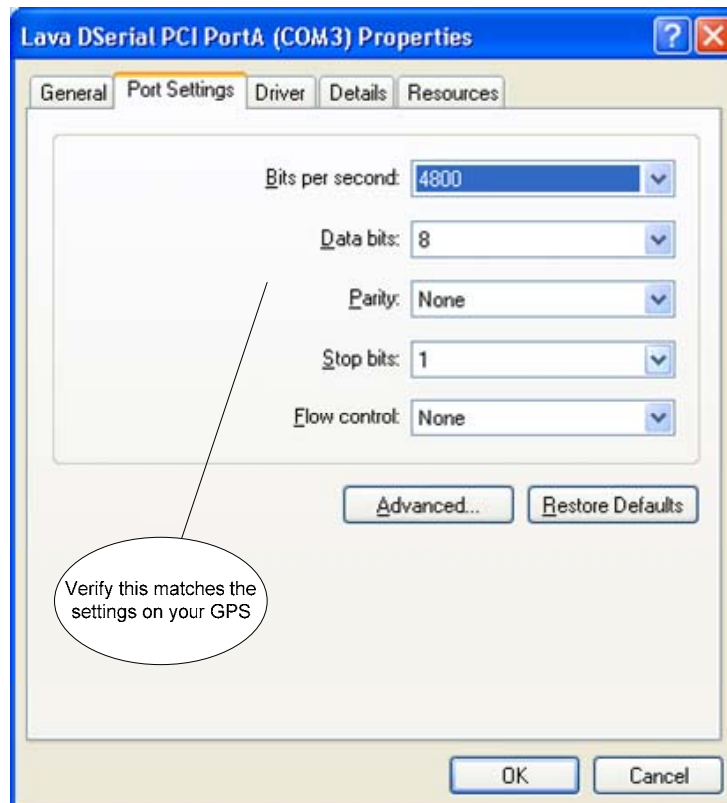 Lava DSerial PCI PortA (COM3) Properties
General Port Settings Driver Details Resources
Bits per second: 4800
Data bits: 8
Parity: None
Stop bits: 1
Flow control: None
Advanced... Restore Defaults
Verify this matches the
settings on your GPS
OK Cancel